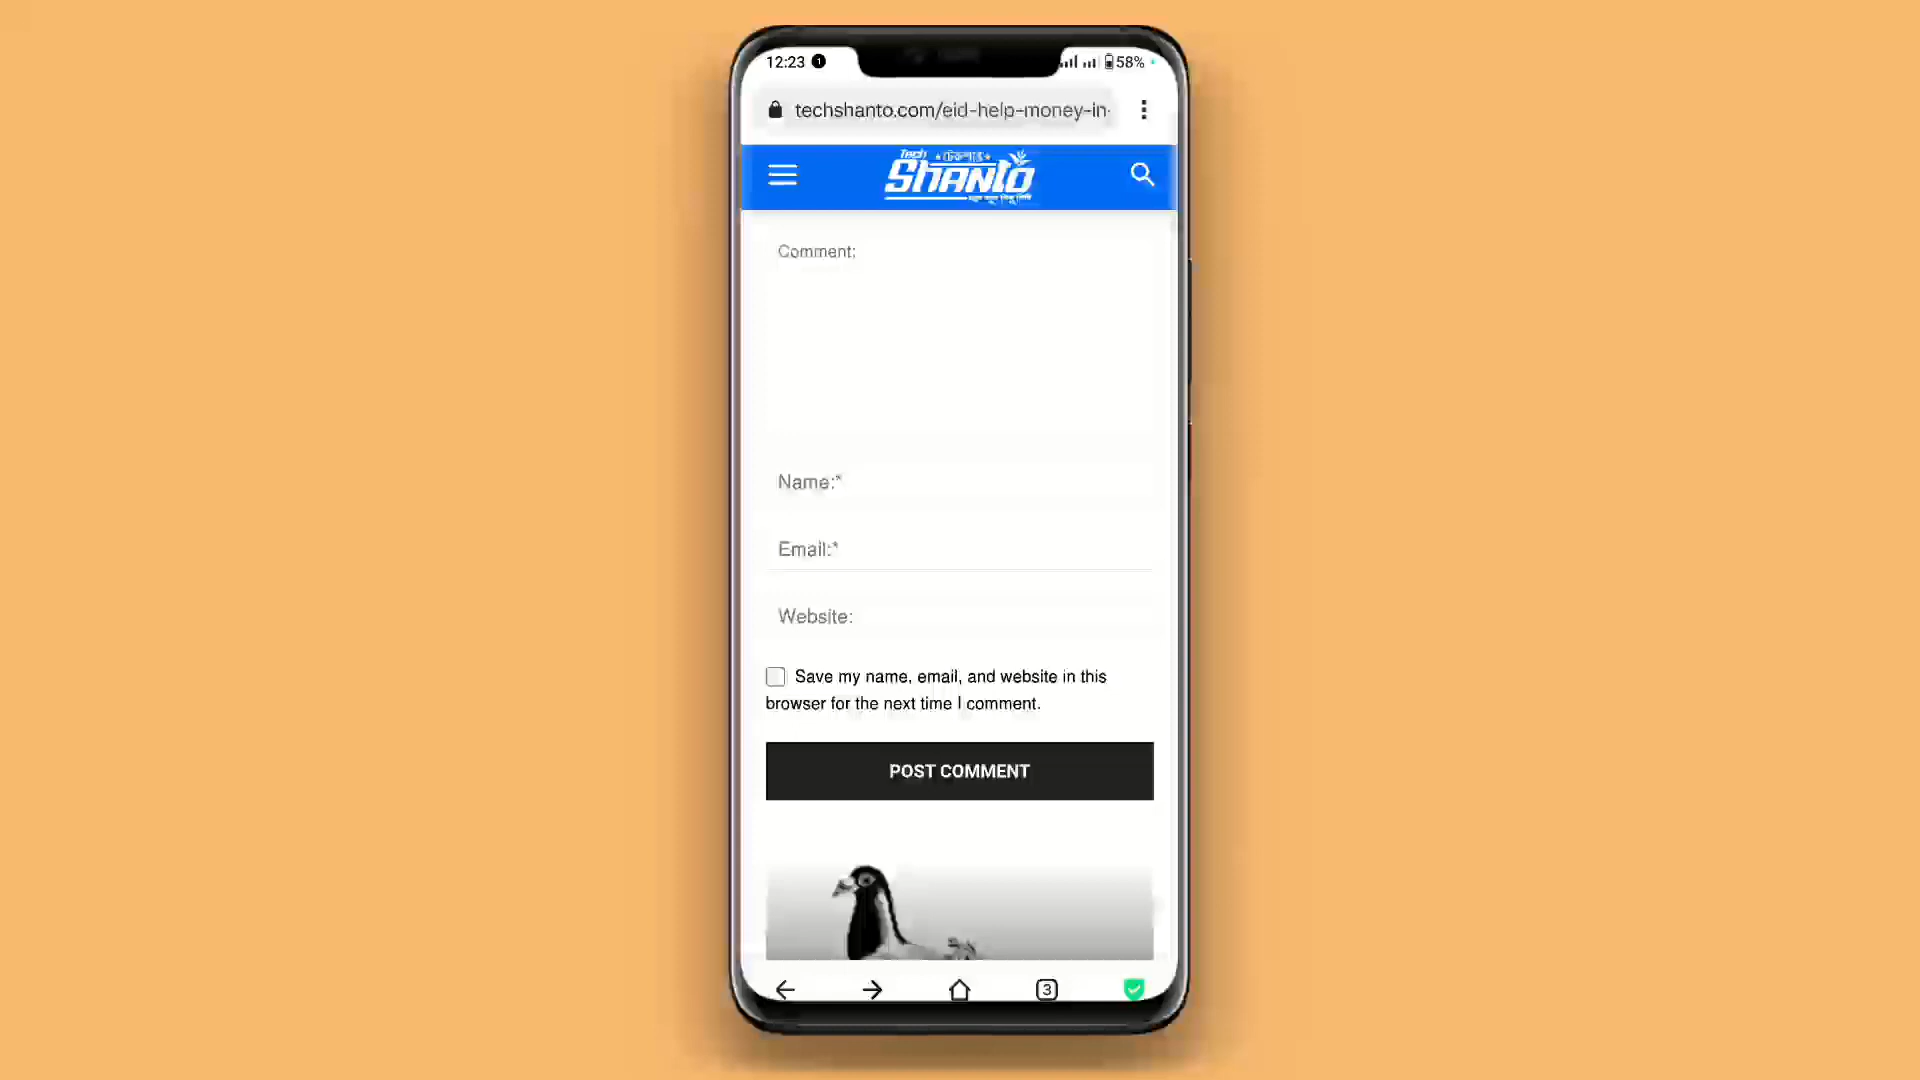 12:23 1 58%
techshanto.com/eid-help-money-in-
Tech
Shanto
Comment:
Name:*
Email:*
Website:
Save my name, email, and website in this
browser for the next time I comment.
POST COMMENT
3